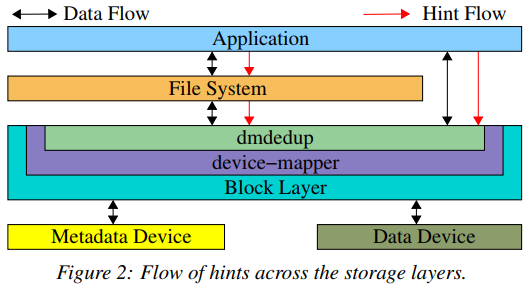 Data Flow Hint Flow
Application
File System
dmdedup
device−mapper
Block Layer
Metadata Device Data Device
Figure 2: Flow of hints across the storage layers.